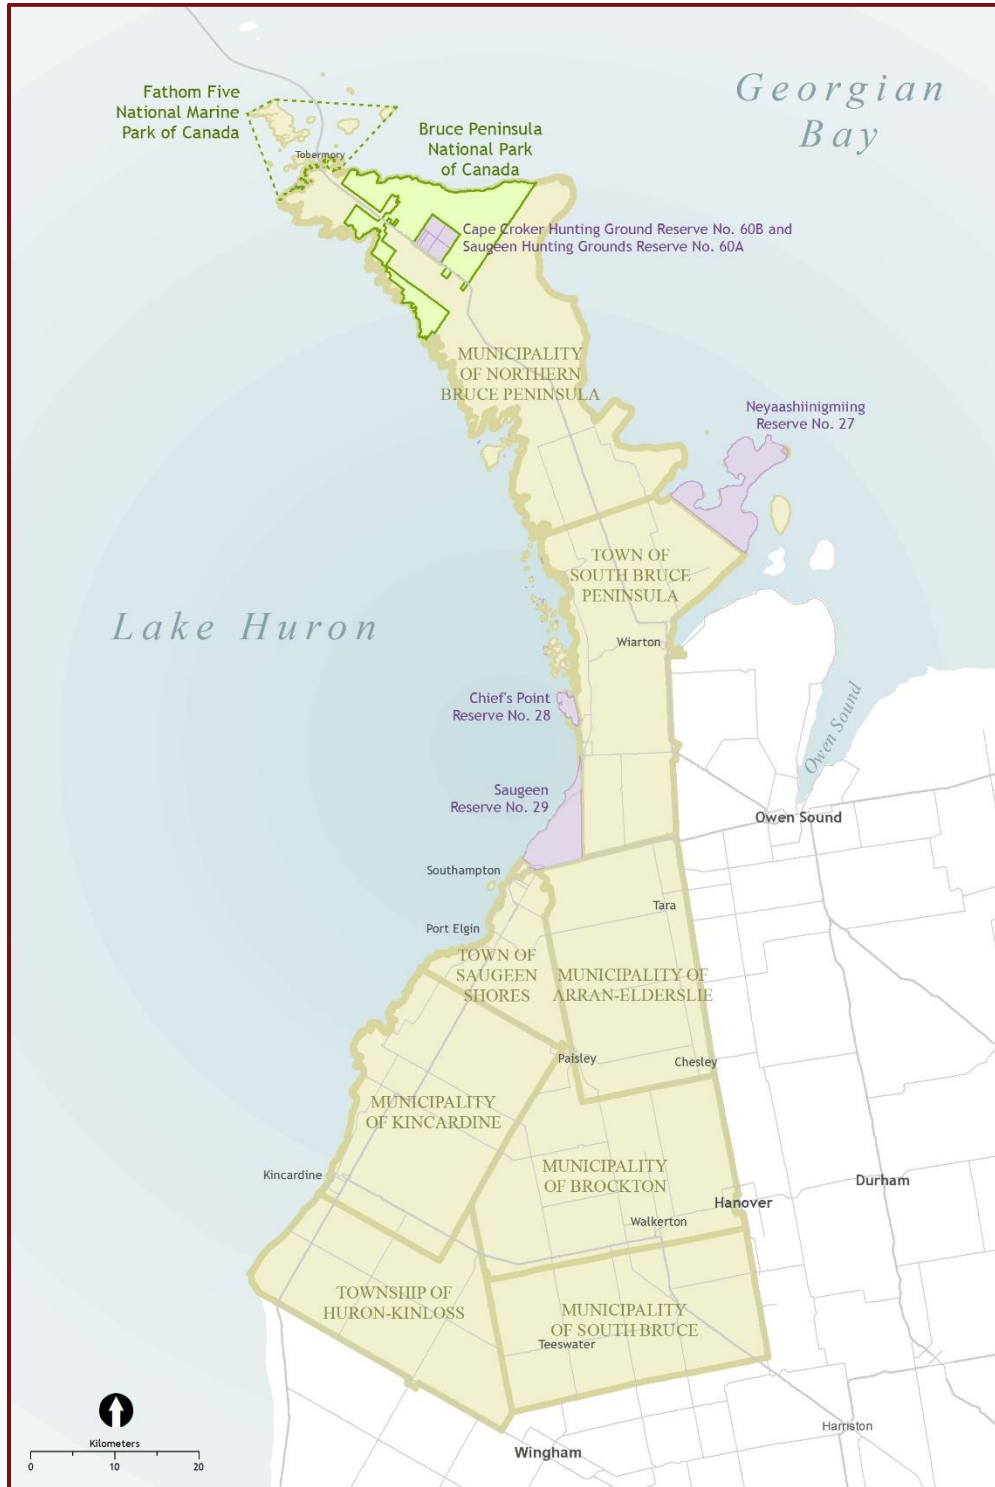 Georgian
Bay
Fathom Five
National Marine
Park of Canada
Bruce Peninsula
National Park
of Canada
Tobermory
Cape Croker Hunting Ground Reserve No. 60B and
Saugeen Hunting Grounds Reserve No. 60A
MUNICIPALITY
OF NORTHERN
BRUCE PENINSULA
Neyaashiinigmiing
Reserve No. 27
TOWN OF
SOUTH BRUCE
PENINSULA
Lake Huron
Wiarton
Chief's Point
Reserve No. 28
Owen Sound
Saugeen
Reserve No. 29
Owen Sound
Southampton
Tara
Port Elgin
TOWN OF
SAUGEEN
SHORES
MUNICIPALITY OF
ARRAN-ELDERSLIE
Paisley
Chesley
MUNICIPALITY
OF KINCARDINE
Kincardine
MUNICIPALITY
OF BROCKTON
Durham
Hanover
Walkerton
TOWNSHIP OF
HURON-KINLOSS
MUNICIPALITY
OF SOUTH BRUCE
Teeswater
Harriston
Wingham
Kilometers
0 10 20